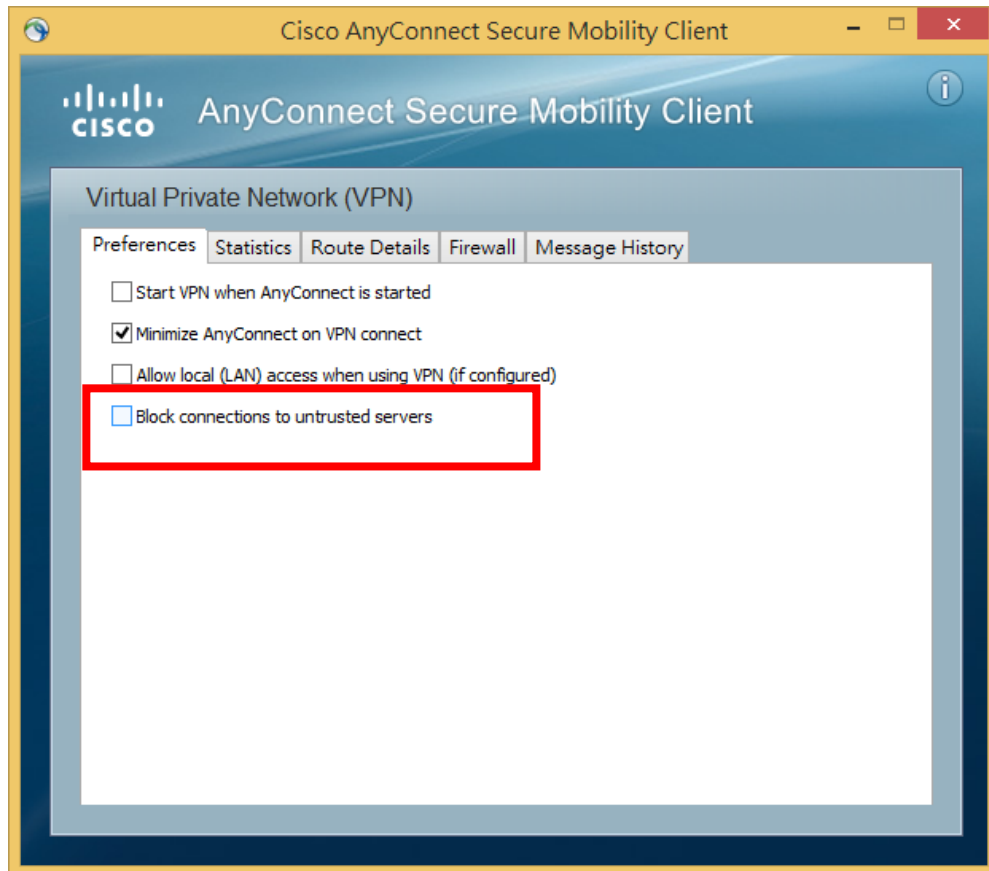 Cisco AnyConnect Secure Mobility Client
CISCO AnyConnect Secure Mobility Client
Virtual Private Network (VPN)
Preferences Statistics Route Details Firewall Message History
Start VPN when AnyConnect is started
Minimize AnyConnect on VPN connect
Allow local (LAN) access when using VPN (if configured)
Block connections to untrusted servers